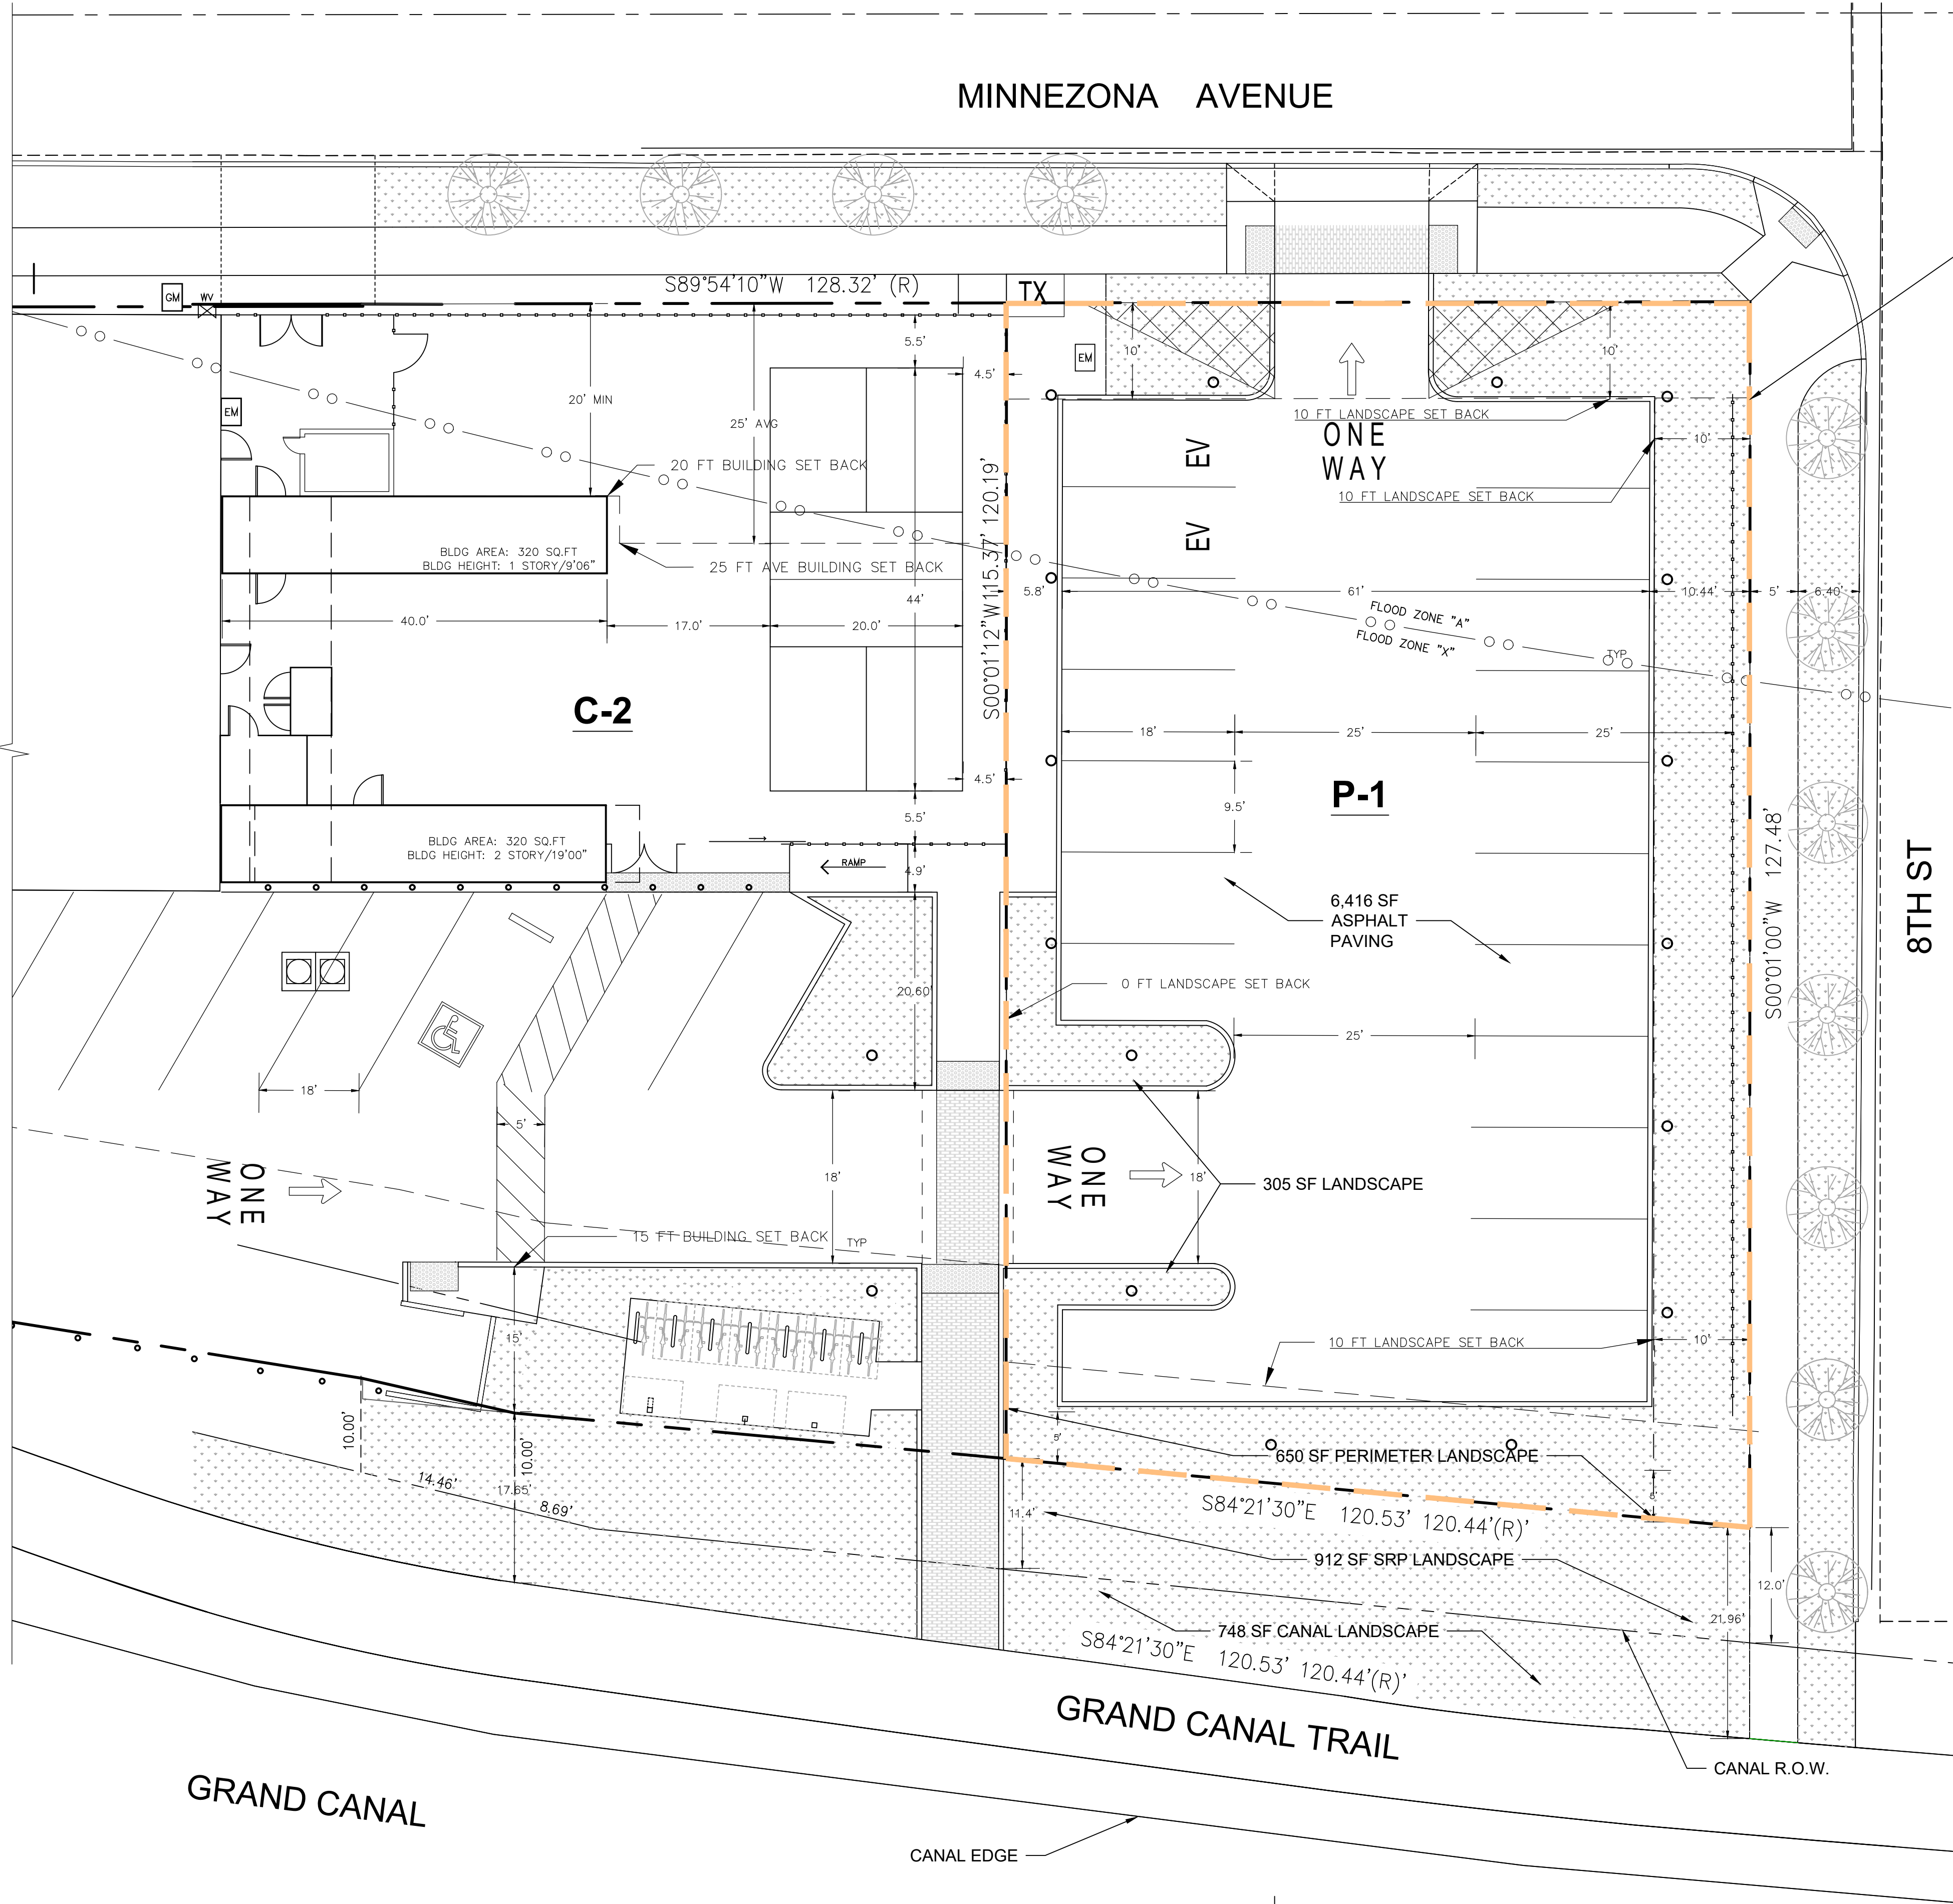 MINNEZONA AVENUE
S89°54'10"W 128.32' (R)
TX
GM
WV
EM
EM
5.5'
4.5'
10'
10'
20' MIN
25' AVG
10 FT LANDSCAPE SET BACK
ONE
WAY
EV
10'
20 FT BUILDING SET BACK
10 FT LANDSCAPE SET BACK
EV
S00°01'12"W115.37' 120.19'
BLDG AREA: 320 SQ.FT
BLDG HEIGHT: 1 STORY/9'06"
25 FT AVE BUILDING SET BACK
44'
5.8'
61'
10.44'
5'
6.40'
FLOOD ZONE "A"
FLOOD ZONE "X"
TYP
40.0'
17.0'
20.0'
C-2
18'
25'
25'
4.5'
P-1
9.5'
5.5'
BLDG AREA: 320 SQ.FT
BLDG HEIGHT: 2 STORY/19'00"
RAMP
4.9'
S00°01'00"W 127.48'
8TH ST
6,416 SF
ASPHALT
PAVING
20.60'
0 FT LANDSCAPE SET BACK
25'
18'
5'
ONE
WAY
18'
ONE
WAY
18'
305 SF LANDSCAPE
15 FT BUILDING SET BACK
TYP
15'
10 FT LANDSCAPE SET BACK
10'
10.00'
10.00'
5'
650 SF PERIMETER LANDSCAPE
14.46'
17.65'
8.69'
11.4'
S84°21'30"E 120.53' 120.44'(R)'
912 SF SRP LANDSCAPE
12.0'
21.96'
748 SF CANAL LANDSCAPE
S84°21'30"E 120.53' 120.44'(R)'
GRAND CANAL TRAIL
CANAL R.O.W.
GRAND CANAL
CANAL EDGE